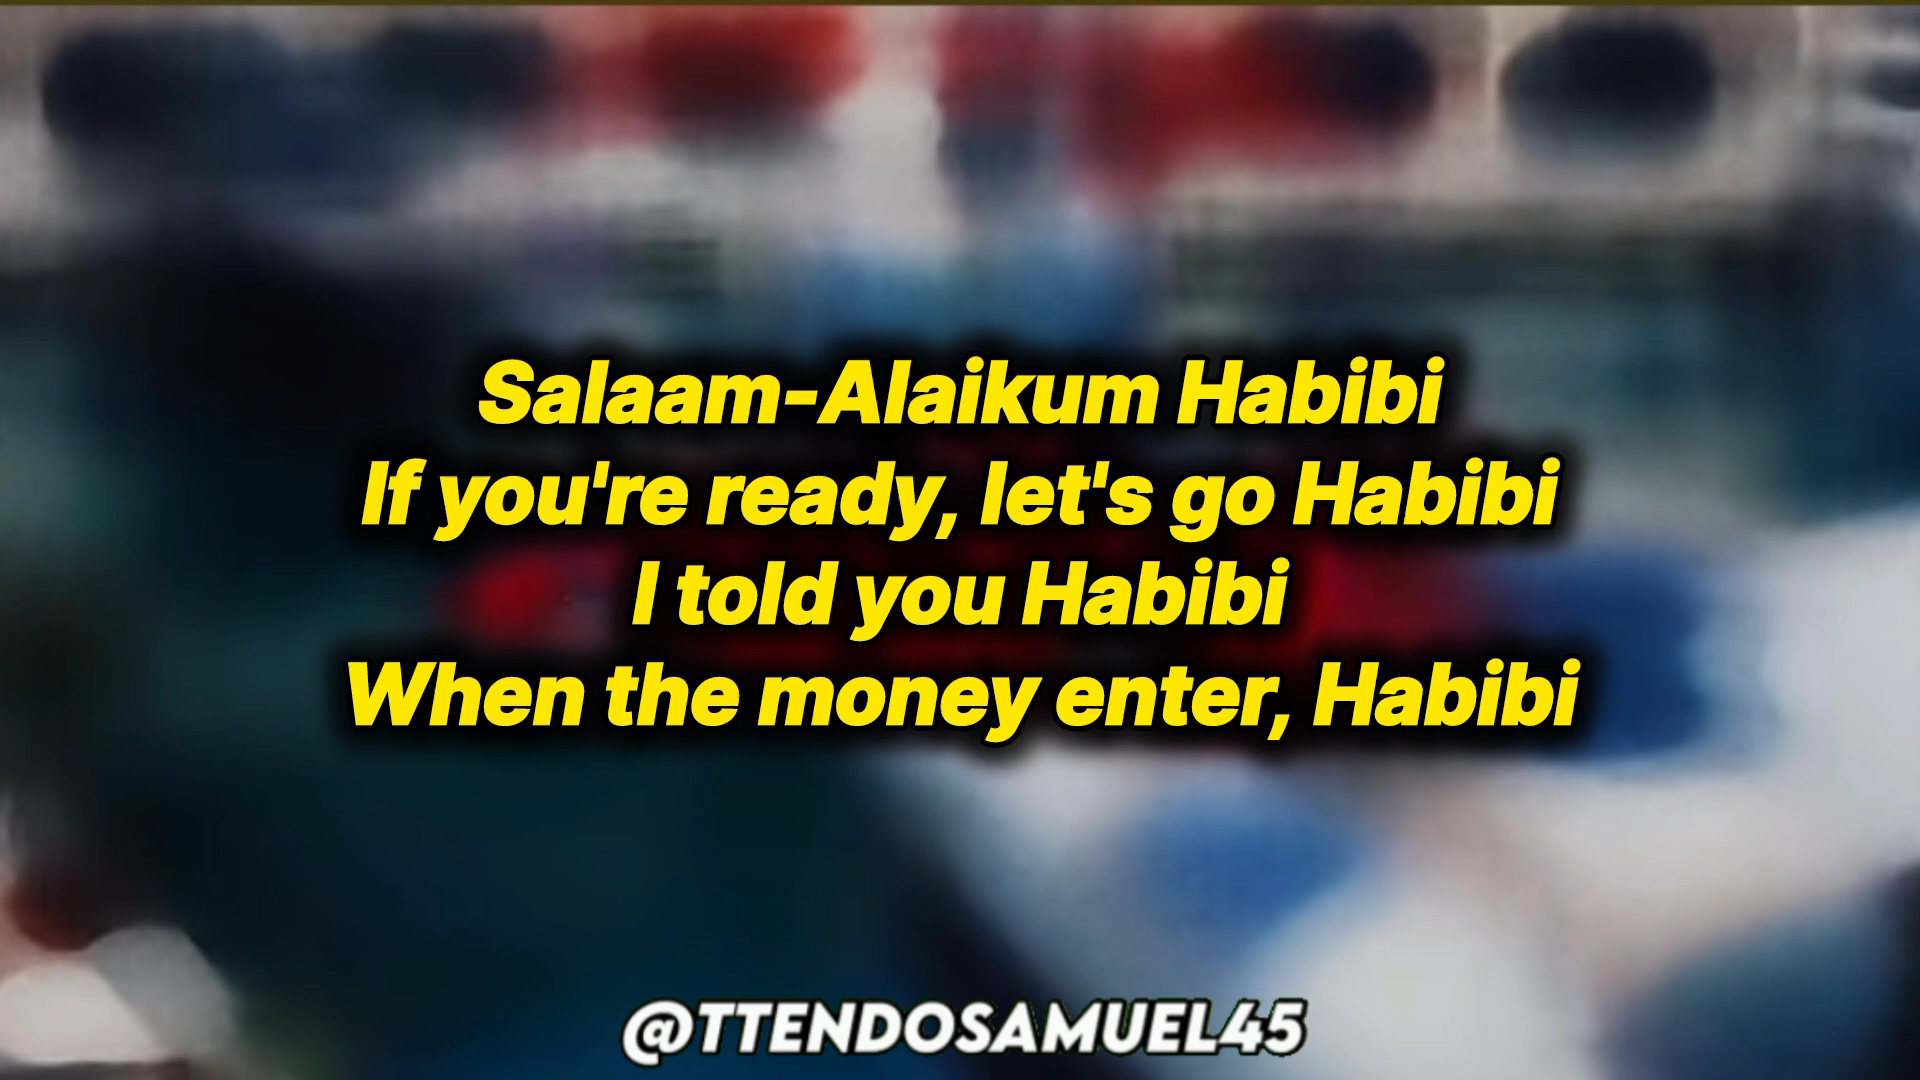 Salaam-Alaikum Habibi
If you're ready, let's go Habibi
I told you Habibi
When the money enter, Habibi
@TTENDOSAMUEL45